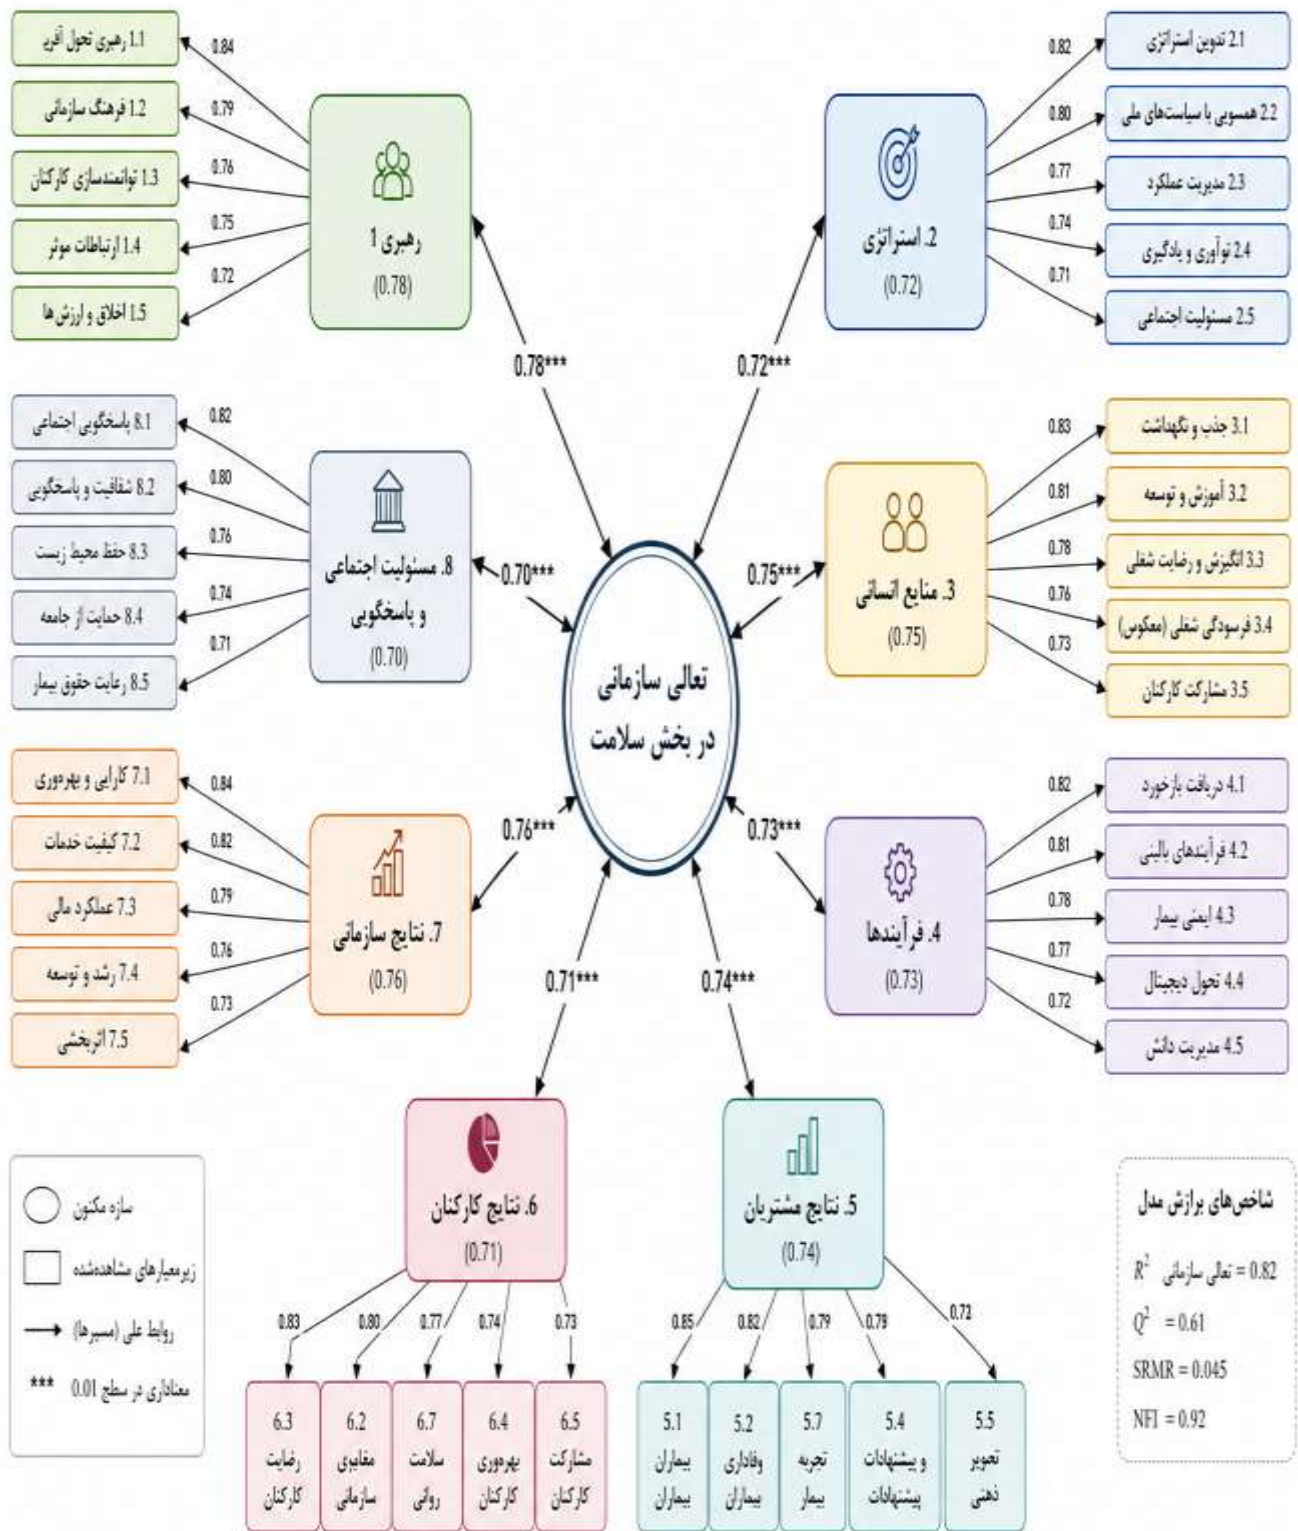 1.1 رهبری تحول آفرین
1.2 فرهنگ سازمانی
1.3 توانمندسازی کارکنان
1.4 ارتباطات موثر
1.5 اخلاق و ارزش‌ها
0.84
0.79
0.76
0.75
0.72
رهبری 1
(0.78)
0.78***
2.1 تدوین استراتژی
2.2 همسویی با سیاست‌های ملی
2.3 مدیریت عملکرد
2.4 نوآوری و یادگیری
2.5 مسئولیت اجتماعی
0.82
0.80
0.77
0.74
0.71
2. استراتژی
(0.72)
0.72***
8.1 پاسخگویی اجتماعی
8.2 شفافیت و پاسخگویی
8.3 حفظ محیط زیست
8.4 حمایت از جامعه
8.5 رعایت حقوق بیمار
0.82
0.80
0.76
0.74
0.71
8. مسئولیت اجتماعی
و پاسخگویی
(0.70)
0.70***
3.1 جذب و نگهداشت
3.2 آموزش و توسعه
3.3 انگیزش و رضایت شغلی
3.4 فرسودگی شغلی (معکوس)
3.5 مشارکت کارکنان
0.83
0.81
0.78
0.76
0.73
3. منابع انسانی
(0.75)
0.75***
تعالی سازمانی
در بخش سلامت
7.1 کارایی و بهره‌وری
7.2 کیفیت خدمات
7.3 عملکرد مالی
7.4 رشد و توسعه
7.5 اثربخشی
0.84
0.82
0.79
0.76
0.73
7. نتایج سازمانی
(0.76)
0.76***
4.1 دریافت بازخورد
4.2 فرآیندهای بالینی
4.3 ایمنی بیمار
4.4 تحول دیجیتال
4.5 مدیریت دانش
0.82
0.81
0.78
0.77
0.72
4. فرآیندها
(0.73)
0.73***
0.71***
0.74***
6. نتایج کارکنان
(0.71)
0.83
0.80
0.77
0.74
0.73
6.3
رضایت
کارکنان
6.2
سازمانی
6.7
سلامت
روانی
6.4
بهره‌وری
کارکنان
6.5
مشارکت
کارکنان
5. نتایج مشتریان
(0.74)
0.85
0.82
0.79
0.79
0.72
5.1
بیماران
بیماران
5.2
وفاداری
بیماران
5.7
تجربه
بیمار
5.4
و پیشنهادات
پیشنهادات
5.5
تصویر
ذهنی
سازه مکنون
زیرمعیارهای مشاهده‌شده
روابط علی (مسیرها)
*** معناداری در سطح 0.01
شاخص‌های برازش مدل
R² تعالی سازمانی = 0.82
Q² = 0.61
SRMR = 0.045
NFI = 0.92